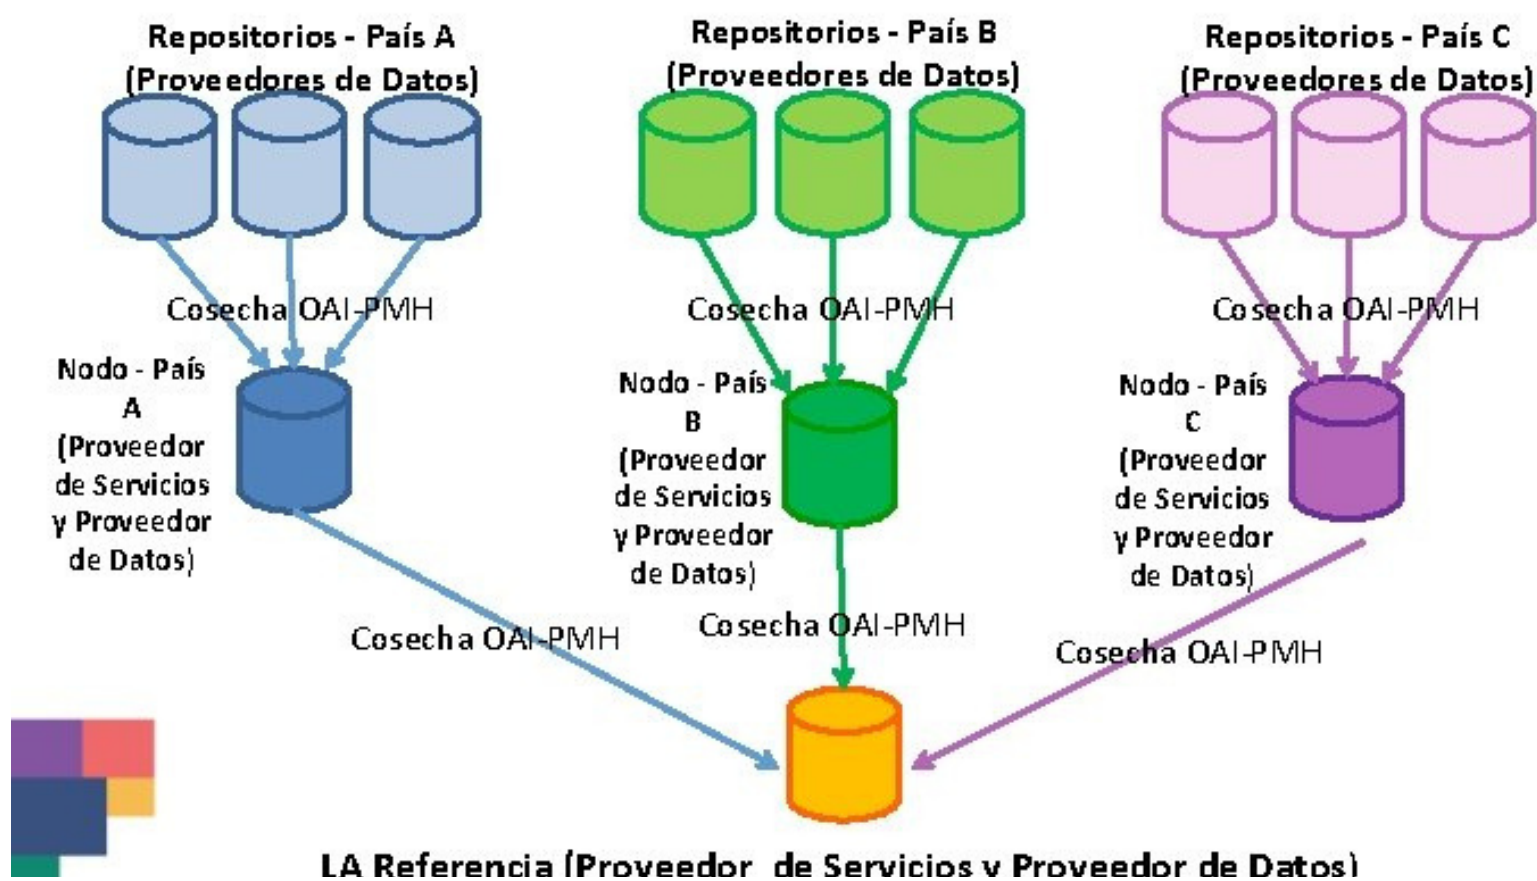 Repositorios - País A
(Proveedores de Datos)
Repositorios - País B
(Proveedores de Datos)
Repositorios - País C
(Proveedores de Datos)
Cosecha OAI-PMH
Cosecha OAI-PMH
Cosecha OAI-PMH
Nodo - País
A
(Proveedor
de Servicios
y Proveedor
de Datos)
Nodo - País
B
(Proveedor
de Servicios
y Proveedor
de Datos)
Nodo - País
C
(Proveedor
de Servicios
y Proveedor
de Datos)
Cosecha OAI-PMH
Cosecha OAI-PMH
Cosecha OAI-PMH
LA Referencia (Proveedor de Servicios y Proveedor de Datos)